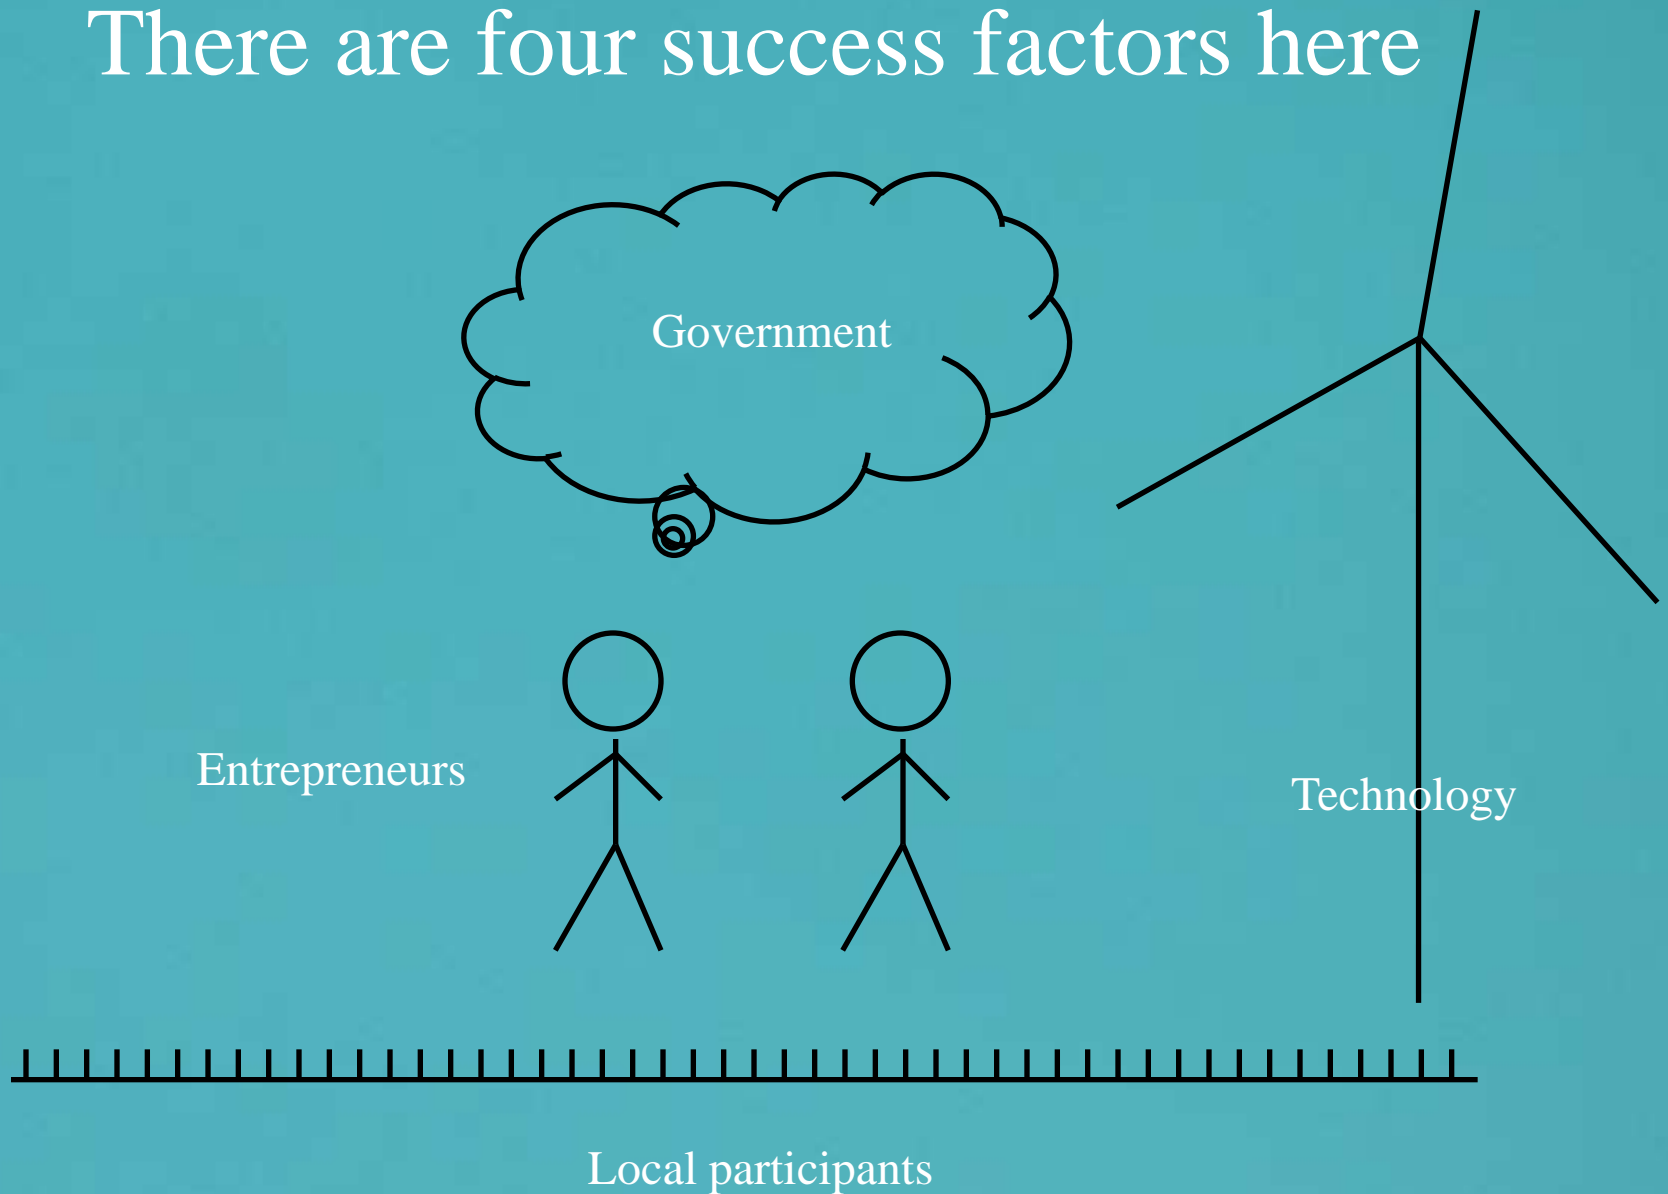 There are four success factors here
Government
Entrepreneurs
Technology
Local participants